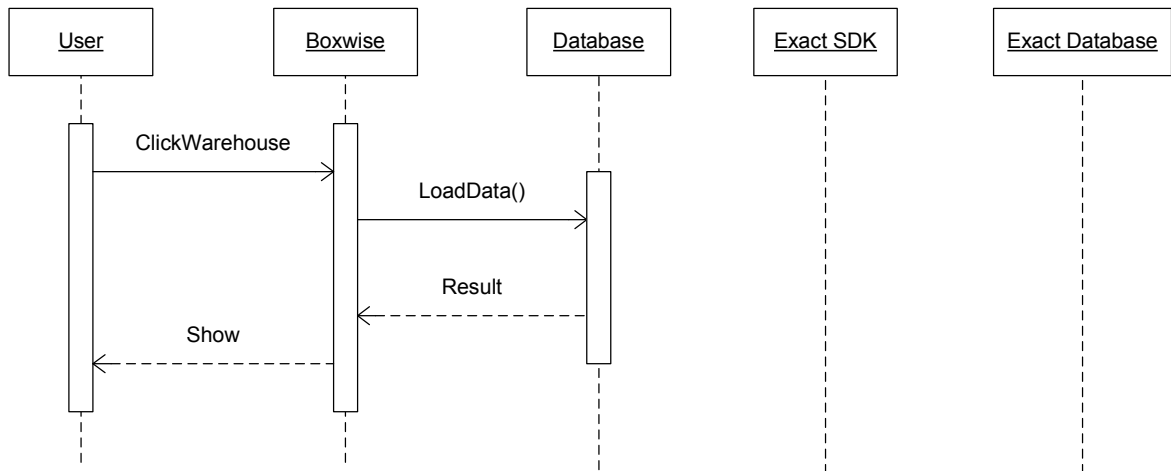 User
Boxwise
Database
Exact SDK
Exact Database
ClickWarehouse
LoadData()
Result
Show